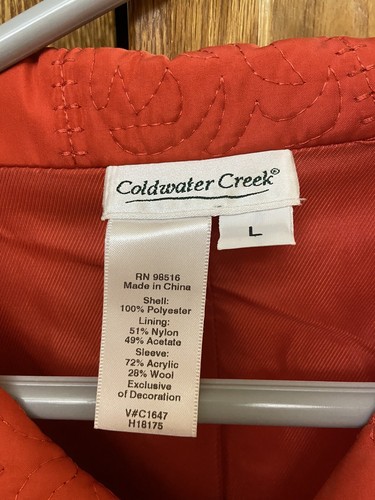 Coldwater Creek®
L
RN 98516
Made in China
Shell:
100% Polyester
Lining:
51% Nylon
49% Acetate
Sleeve:
72% Acrylic
28% Wool
Exclusive
of Decoration
V#C1647
H18175